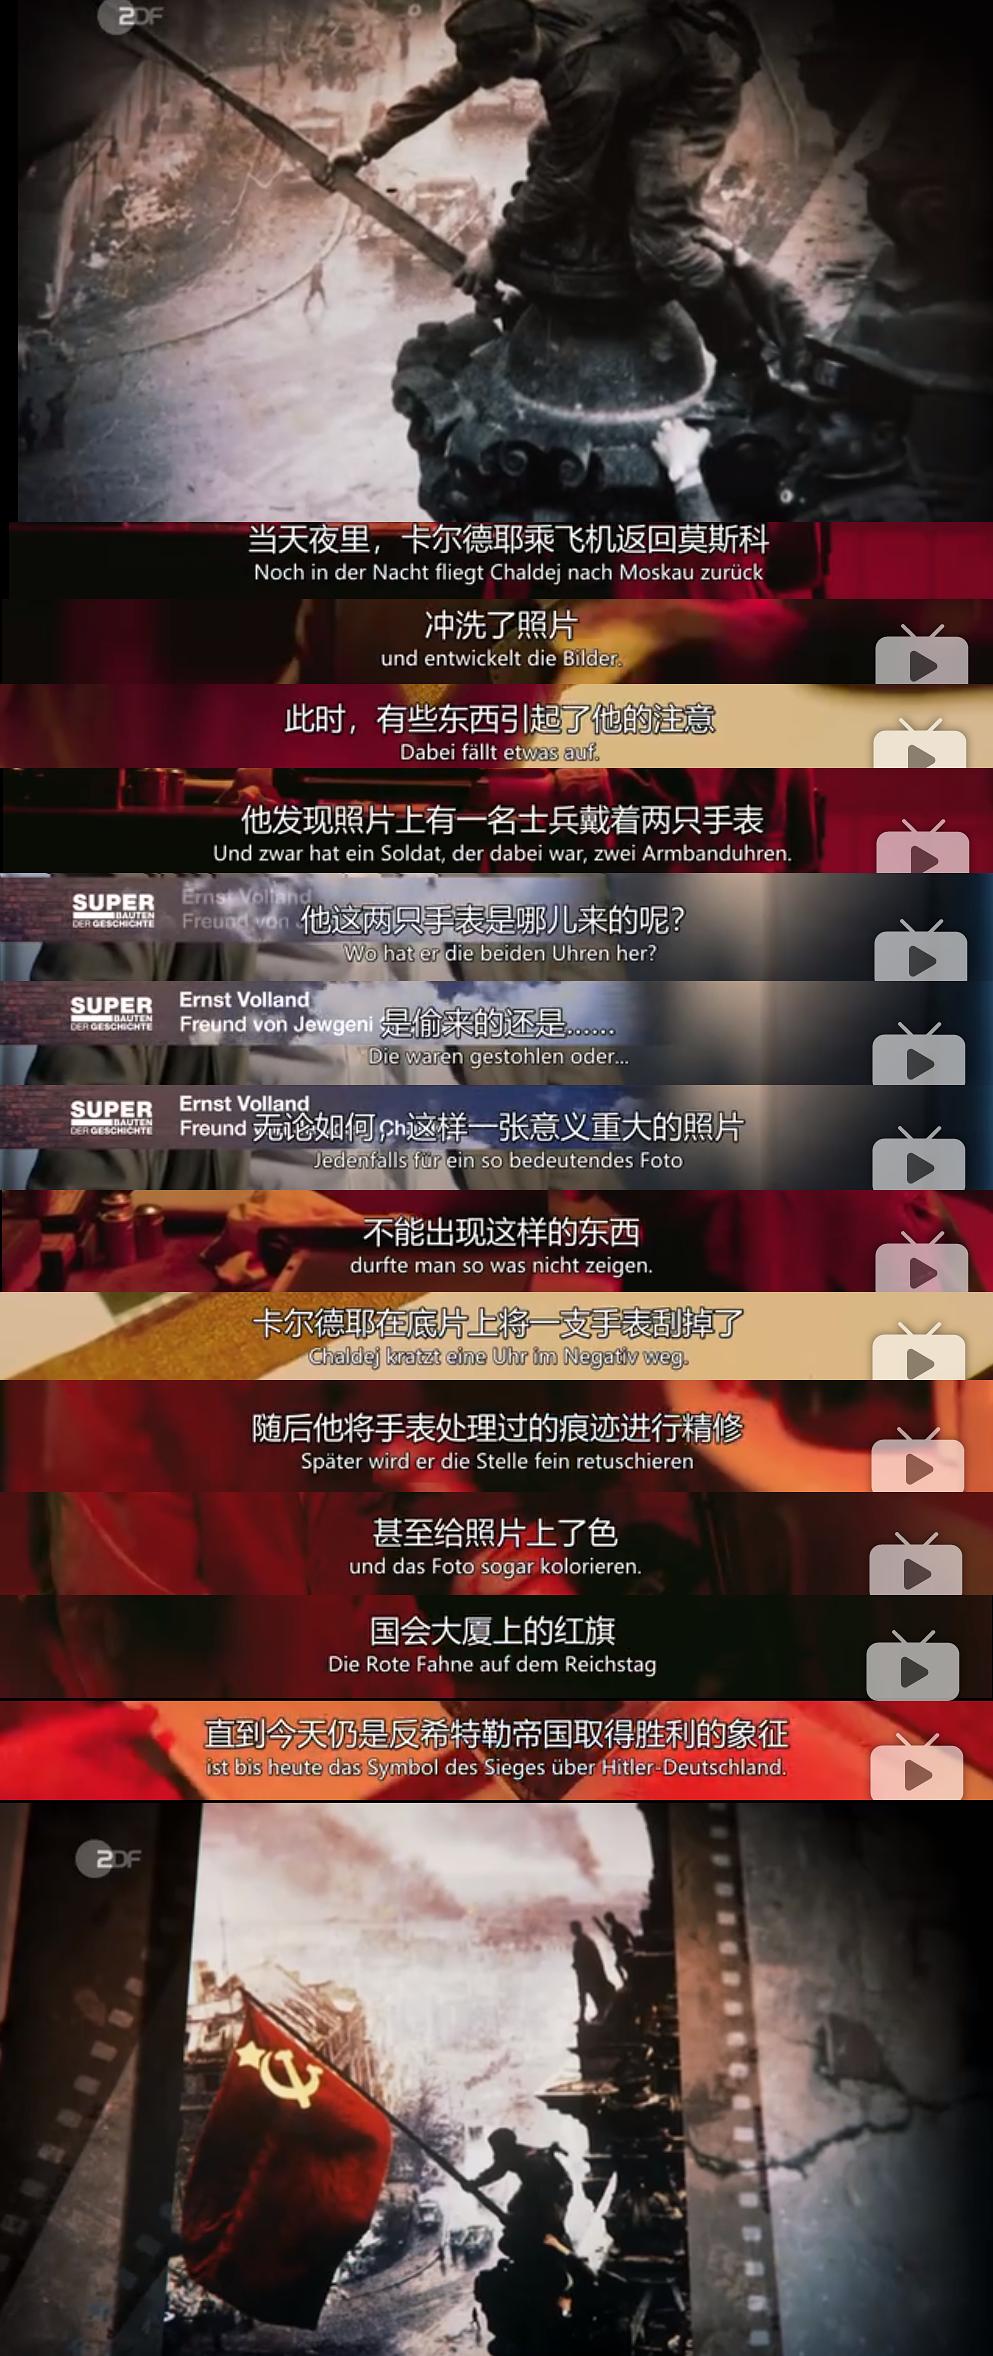 2DF
当天夜里，卡尔德耶乘飞机返回莫斯科
Noch in der Nacht fliegt Chaldej nach Moskau zurück
冲洗了照片
und entwickelt die Bilder.
此时，有些东西引起了他的注意
Dabei fällt etwas auf.
他发现照片上有一名士兵戴着两只手表
Und zwar hat ein Soldat, der dabei war, zwei Armbanduhren.
SUPER
BAUTEN
DER GESCHICHTE
Ernst Volland
Freund von
他这两只手表是哪儿来的呢？
Wo hat er die beiden Uhren her?
SUPER
BAUTEN
DER GESCHICHTE
Ernst Volland
Freund von Jewgeni
是偷来的还是……
Die waren gestohlen oder...
SUPER
BAUTEN
DER GESCHICHTE
Ernst Volland
Freund Ch
无论如何，这样一张意义重大的照片
Jedenfalls für ein so bedeutendes Foto
不能出现这样的东西
durfte man so was nicht zeigen.
卡尔德耶在底片上将一支手表刮掉了
Chaldej kratzt eine Uhr im Negativ weg.
随后他将手表处理过的痕迹进行精修
Später wird er die Stelle fein retuschieren
甚至给照片上了色
und das Foto sogar kolorieren.
国会大厦上的红旗
Die Rote Fahne auf dem Reichstag
直到今天仍是反希特勒帝国取得胜利的象征
ist bis heute das Symbol des Sieges über Hitler-Deutschland.
2DF